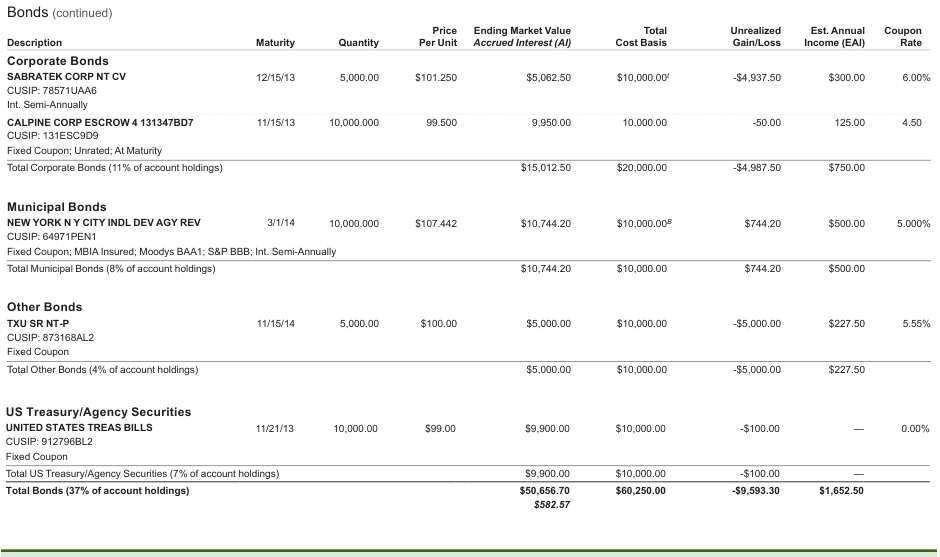 Bonds (continued)
Description Maturity Quantity Price Per Unit Ending Market Value Accrued Interest (AI) Total Cost Basis Unrealized Gain/Loss Est. Annual Income (EAI) Coupon Rate
Corporate Bonds
SABRATEK CORP NT CV 12/15/13 5,000.00 $101.250 $5,062.50 $10,000.00t -$4,937.50 $300.00 6.00%
CUSIP: 78571UAA6
Int. Semi-Annually
CALPINE CORP ESCROW 4 131347BD7 11/15/13 10,000.000 99.500 9,950.00 10,000.00 -50.00 125.00 4.50
CUSIP: 131ESC9D9
Fixed Coupon; Unrated; At Maturity
Total Corporate Bonds (11% of account holdings) $15,012.50 $20,000.00 -$4,987.50 $750.00
Municipal Bonds
NEW YORK N Y CITY INDL DEV AGY REV 3/1/14 10,000.000 $107.442 $10,744.20 $10,000.00B $744.20 $500.00 5.000%
CUSIP: 64971PEN1
Fixed Coupon; MBIA Insured; Moodys BAA1; S&P BBB; Int. Semi-Annually
Total Municipal Bonds (8% of account holdings) $10,744.20 $10,000.00 $744.20 $500.00
Other Bonds
TXU SR NT-P 11/15/14 5,000.00 $100.00 $5,000.00 $10,000.00 -$5,000.00 $227.50 5.55%
CUSIP: 873168AL2
Fixed Coupon
Total Other Bonds (4% of account holdings) $5,000.00 $10,000.00 -$5,000.00 $227.50
US Treasury/Agency Securities
UNITED STATES TREAS BILLS 11/21/13 10,000.00 $99.00 $9,900.00 $10,000.00 -$100.00 — 0.00%
CUSIP: 912796BL2
Fixed Coupon
Total US Treasury/Agency Securities (7% of account holdings) $9,900.00 $10,000.00 -$100.00 —
Total Bonds (37% of account holdings) $50,656.70 $60,250.00 -$9,593.30 $1,652.50
$582.57